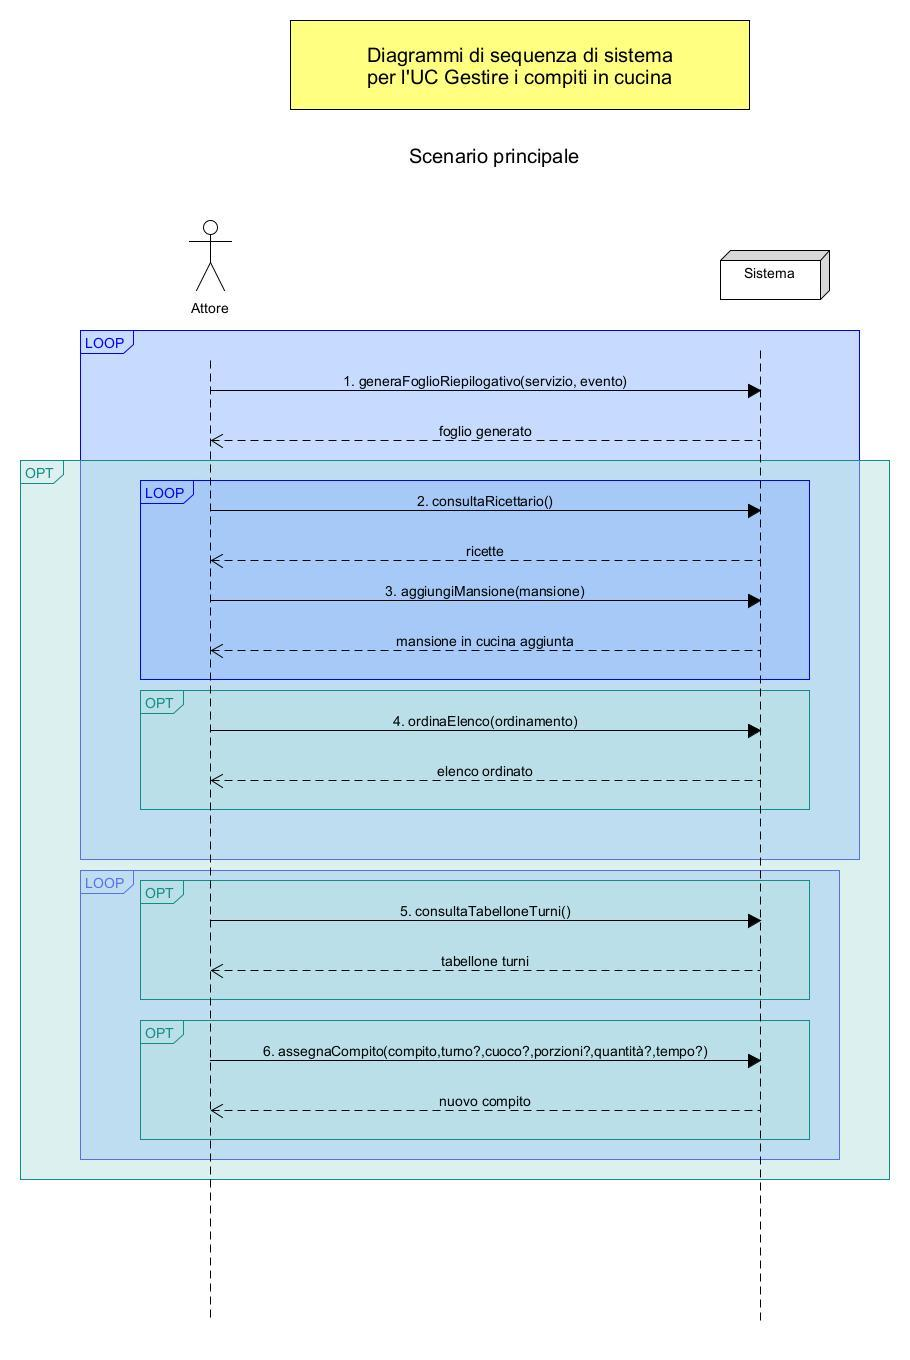 Diagrammi di sequenza di sistema
per l'UC Gestire i compiti in cucina
Scenario principale
Attore
Sistema
LOOP
1. generaFoglioRiepilogativo(servizio, evento)
foglio generato
OPT
LOOP
2. consultaRicettario()
ricette
3. aggiungiMansione(mansione)
mansione in cucina aggiunta
OPT
4. ordinaElenco(ordinamento)
elenco ordinato
LOOP
OPT
5. consultaTabelloneTurni()
tabellone turni
OPT
6. assegnaCompito(compito,turno?,cuoco?,porzioni?,quantità?,tempo?)
nuovo compito